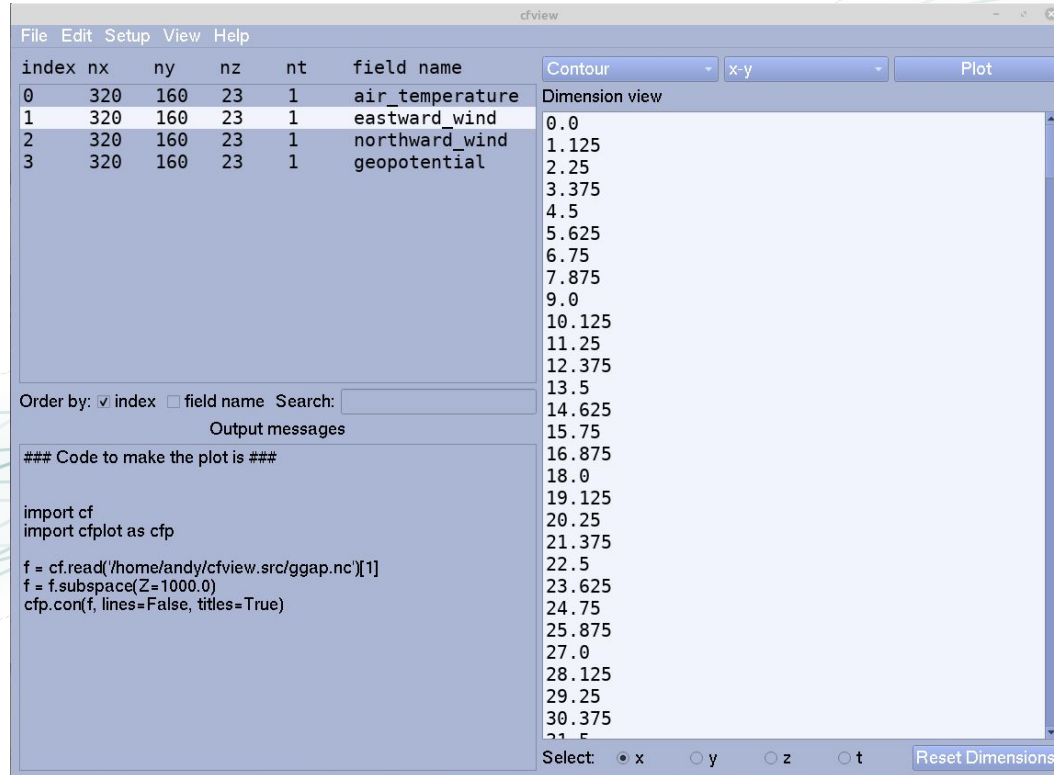 cfview
File Edit Setup View Help
index nx ny nz nt field name
0 320 160 23 1 air_temperature
1 320 160 23 1 eastward_wind
2 320 160 23 1 northward_wind
3 320 160 23 1 geopotential
Order by: index field name Search:
Output messages
### Code to make the plot is ###
import cf
import cfplot as cfp
f = cf.read('/home/andy/cfview.src/ggap.nc')[1]
f = f.subspace(Z=1000.0)
cfp.con(f, lines=False, titles=True)
Contour x-y Plot
Dimension view
0.0
1.125
2.25
3.375
4.5
5.625
6.75
7.875
9.0
10.125
11.25
12.375
13.5
14.625
15.75
16.875
18.0
19.125
20.25
21.375
22.5
23.625
24.75
25.875
27.0
28.125
29.25
30.375
31.5
Select: x y z t Reset Dimensions